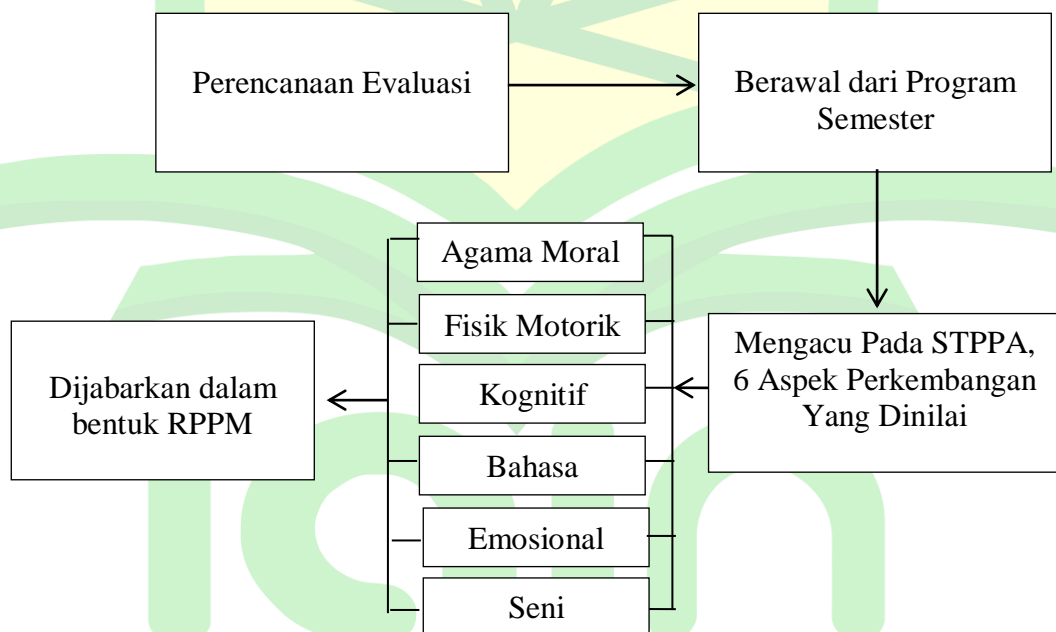 Perencanaan Evaluasi
Berawal dari Program
Semester
Mengacu Pada STPPA,
6 Aspek Perkembangan
Yang Dinilai
Agama Moral
Fisik Motorik
Kognitif
Bahasa
Emosional
Seni
Dijabarkan dalam
bentuk RPPM
iain